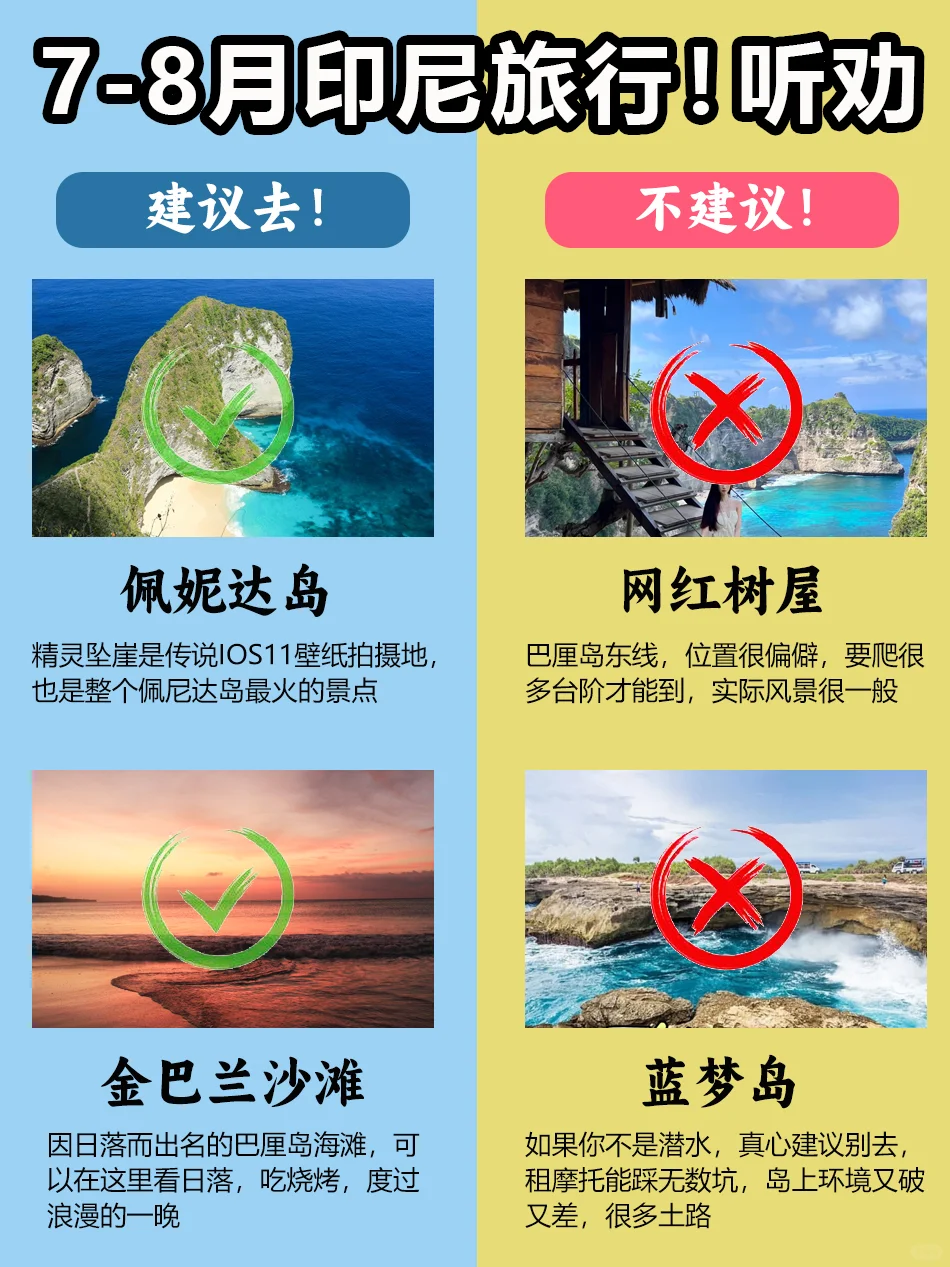 7-8月印尼旅行！听劝
建议去！
不建议！
佩妮达岛
精灵坠崖是传说IOS11壁纸拍摄地，
也是整个佩尼达岛最火的景点
网红树屋
巴厘岛东线，位置很偏僻，要爬很
多台阶才能到，实际风景很一般
金巴兰沙滩
因日落而出名的巴厘岛海滩，可
以在这里看日落，吃烧烤，度过
浪漫的一晚
蓝梦岛
如果你不是潜水，真心建议别去，
租摩托能踩无数坑，岛上环境又破
又差，很多土路